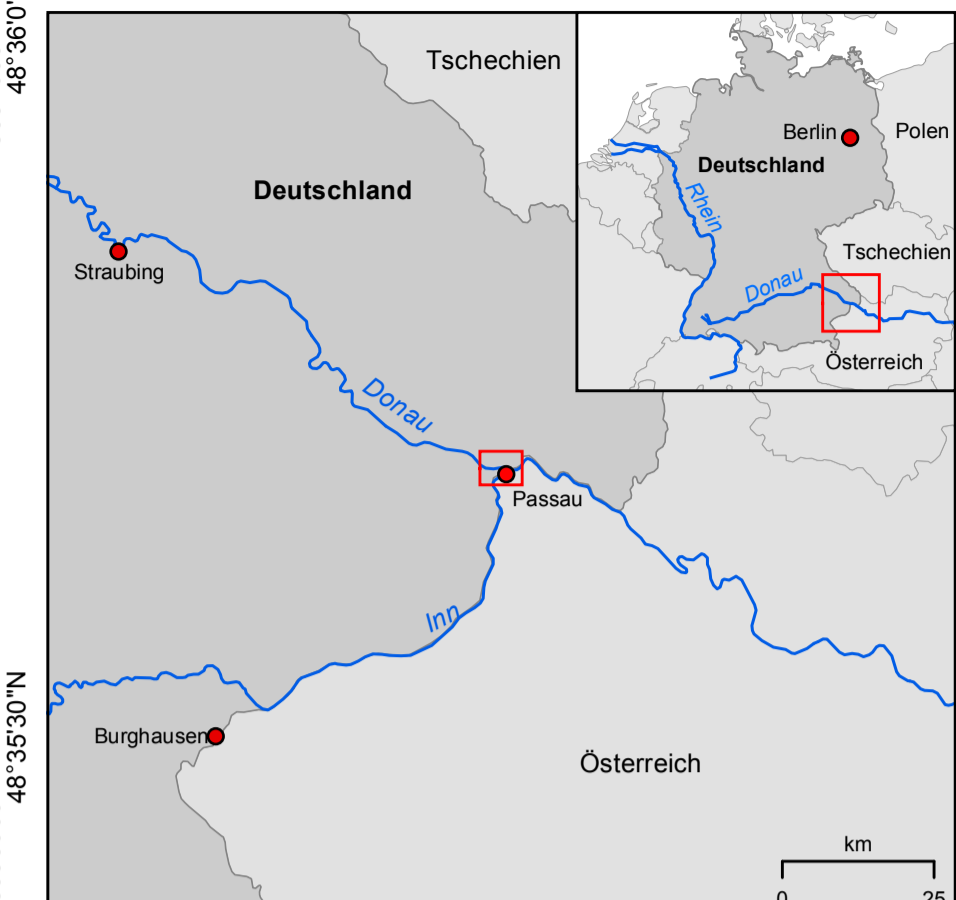 48°36'0"
Tschechien
Deutschland
Straubing
Donau
Passau
Inn
Burghausen
Österreich
km
0
25
Berlin
Polen
Deutschland
Rhein
Tschechien
Donau
Österreich
48°35'30"N